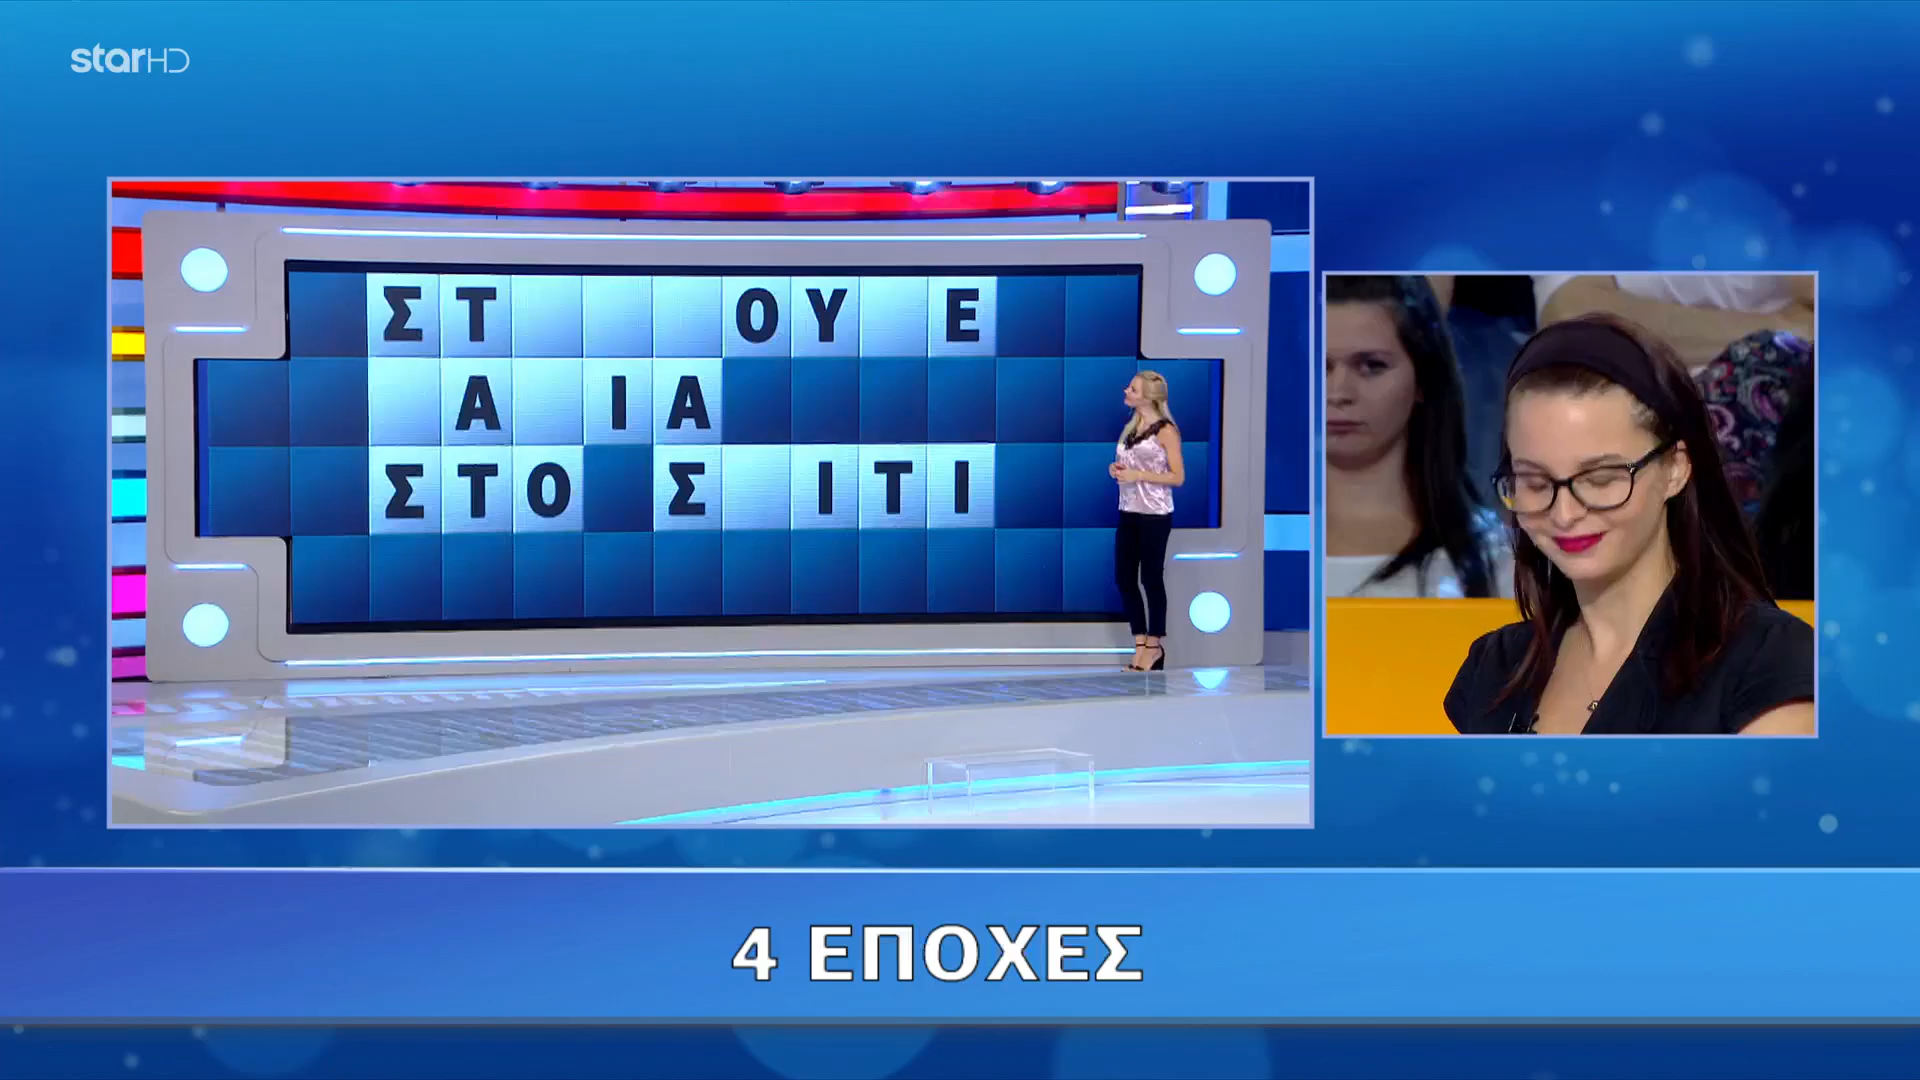 starHD
ΣΤ ΟΥ Ε
Α ΙΑ
ΣΤΟ Σ ΙΤΙ
4 ΕΠΟΧΕΣ